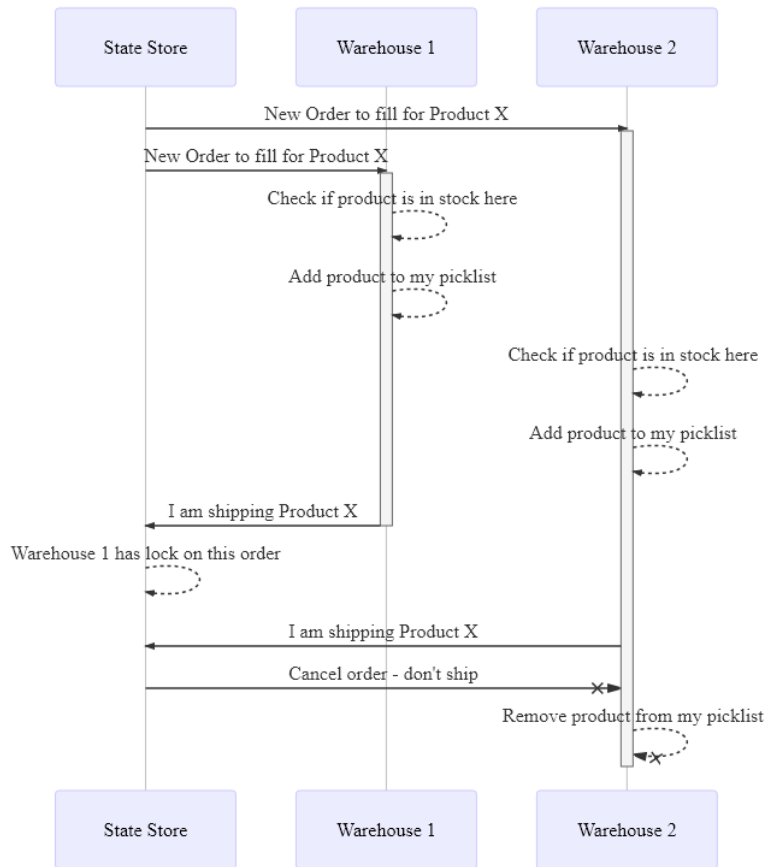 State Store
Warehouse 1
Warehouse 2
New Order to fill for Product X
New Order to fill for Product X
Check if product is in stock here
Add product to my picklist
Check if product is in stock here
Add product to my picklist
I am shipping Product X
Warehouse 1 has lock on this order
I am shipping Product X
Cancel order - don't ship
Remove product from my picklist
State Store
Warehouse 1
Warehouse 2